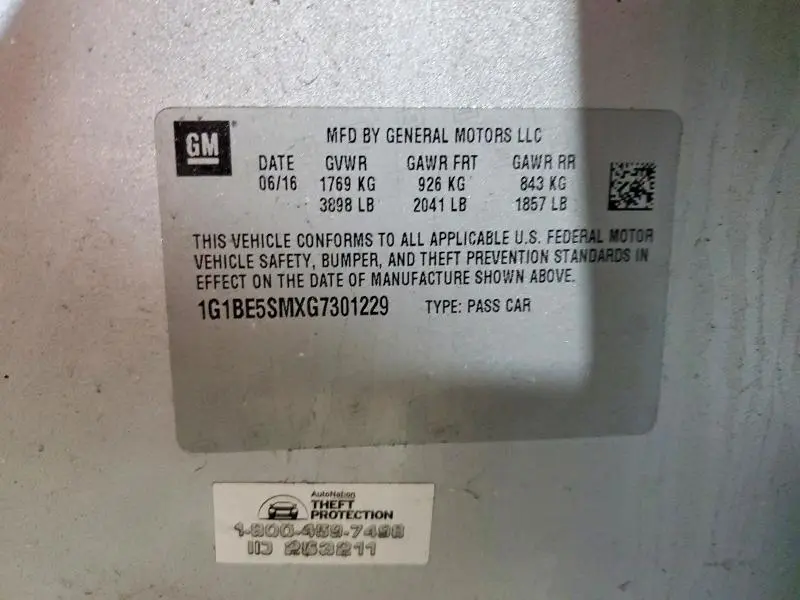 GM
MFD BY GENERAL MOTORS LLC
DATE GVWR GAWR FRT GAWR RR
06/16 1769 KG 926 KG 843 KG
3898 LB 2041 LB 1857 LB
THIS VEHICLE CONFORMS TO ALL APPLICABLE U.S. FEDERAL MOTOR
VEHICLE SAFETY, BUMPER, AND THEFT PREVENTION STANDARDS IN
EFFECT ON THE DATE OF MANUFACTURE SHOWN ABOVE.
1G1BE5SMXG7301229 TYPE: PASS CAR
AutoNation
THEFT
PROTECTION
1-800-459-7498
ID 253211